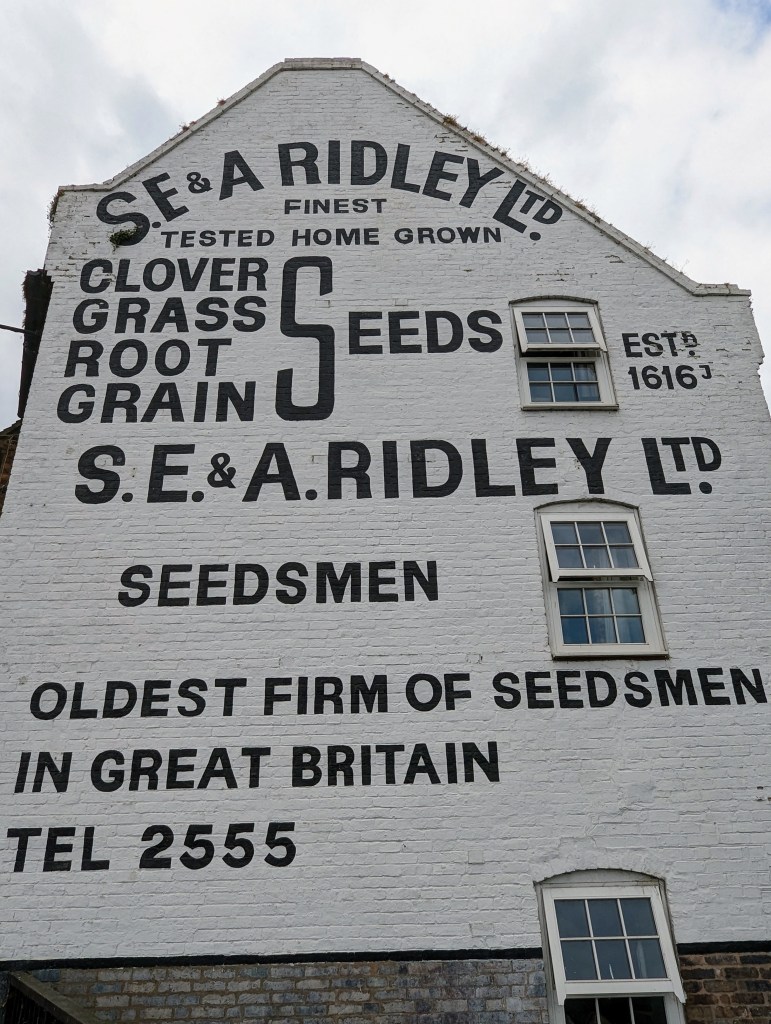 S.E. & A RIDLEY LTD.
FINEST
TESTED HOME GROWN
CLOVER
GRASS
ROOT
GRAIN
SEEDS
ESTD.
1616
S.E. & A. RIDLEY LTD.
SEEDSMEN
OLDEST FIRM OF SEEDSMEN
IN GREAT BRITAIN
TEL 2555